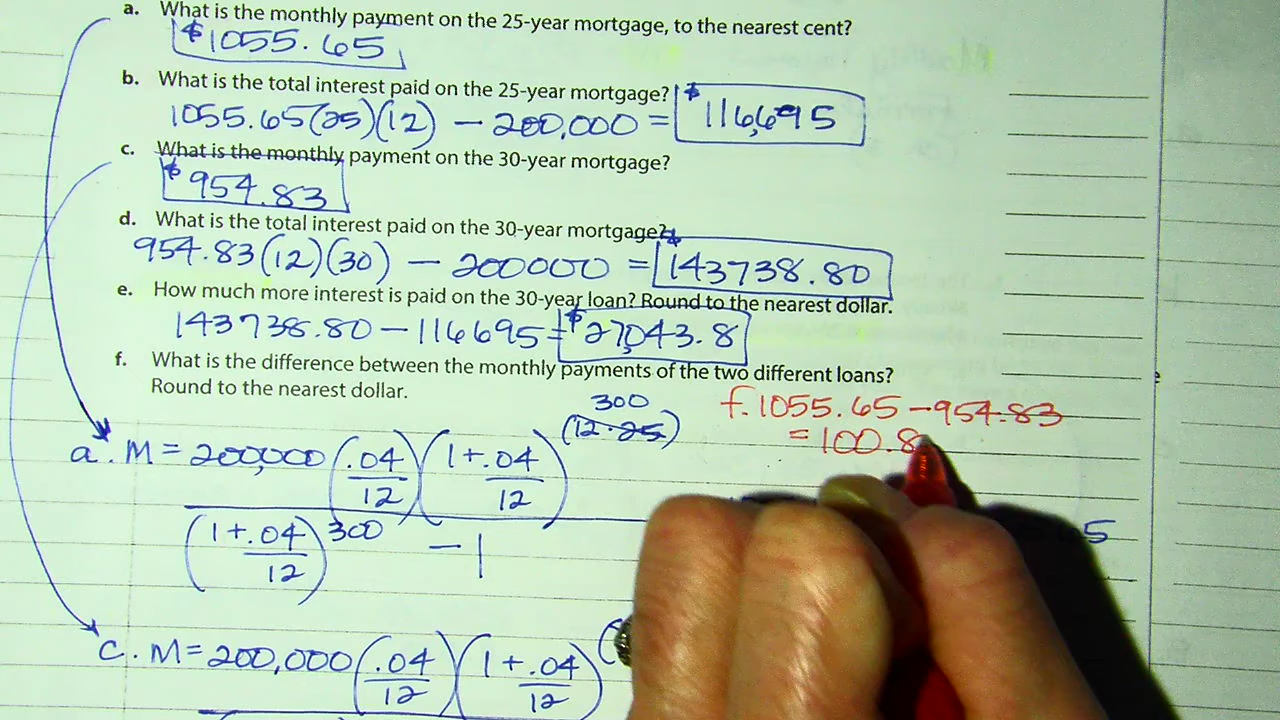 a. What is the monthly payment on the 25-year mortgage, to the nearest cent?
$1055.65
b. What is the total interest paid on the 25-year mortgage?
1055.65(25)(12) - 200,000 = $116,695
c. What is the monthly payment on the 30-year mortgage?
$954.83
d. What is the total interest paid on the 30-year mortgage?
954.83(12)(30) - 200000 = $143738.80
e. How much more interest is paid on the 30-year loan? Round to the nearest dollar.
143738.80 - 116695 = $27,043.8
f. What is the difference between the monthly payments of the two different loans?
Round to the nearest dollar.
f. 1055.65 - 954.83
= 100.8
300
(12·25)
a. M = 200,000 (.04/12)(1+.04/12)
(1+.04/12)300 - 1
5
c. M = 200,000 (.04/12)(1+.04/12)(